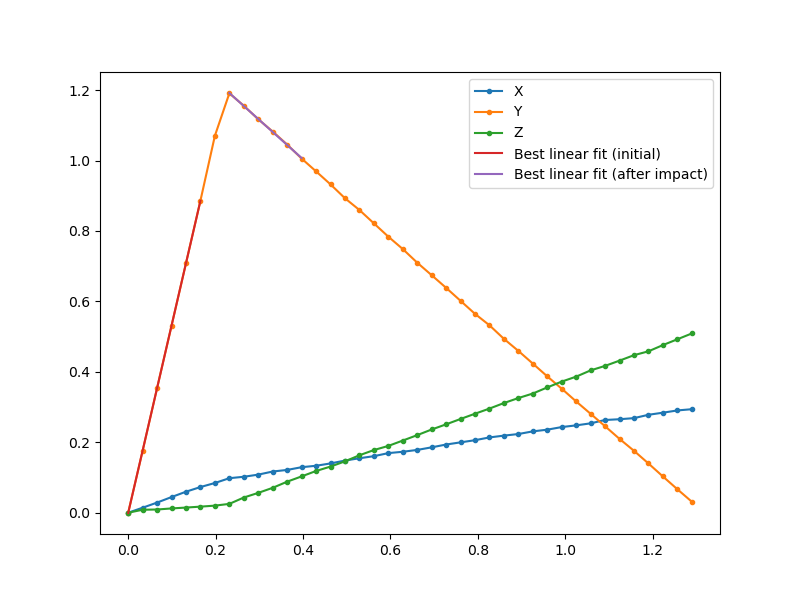 1.2
1.0
0.8
0.6
0.4
0.2
0.0
X
Y
Z
Best linear fit (initial)
Best linear fit (after impact)
0.0 0.2 0.4 0.6 0.8 1.0 1.2